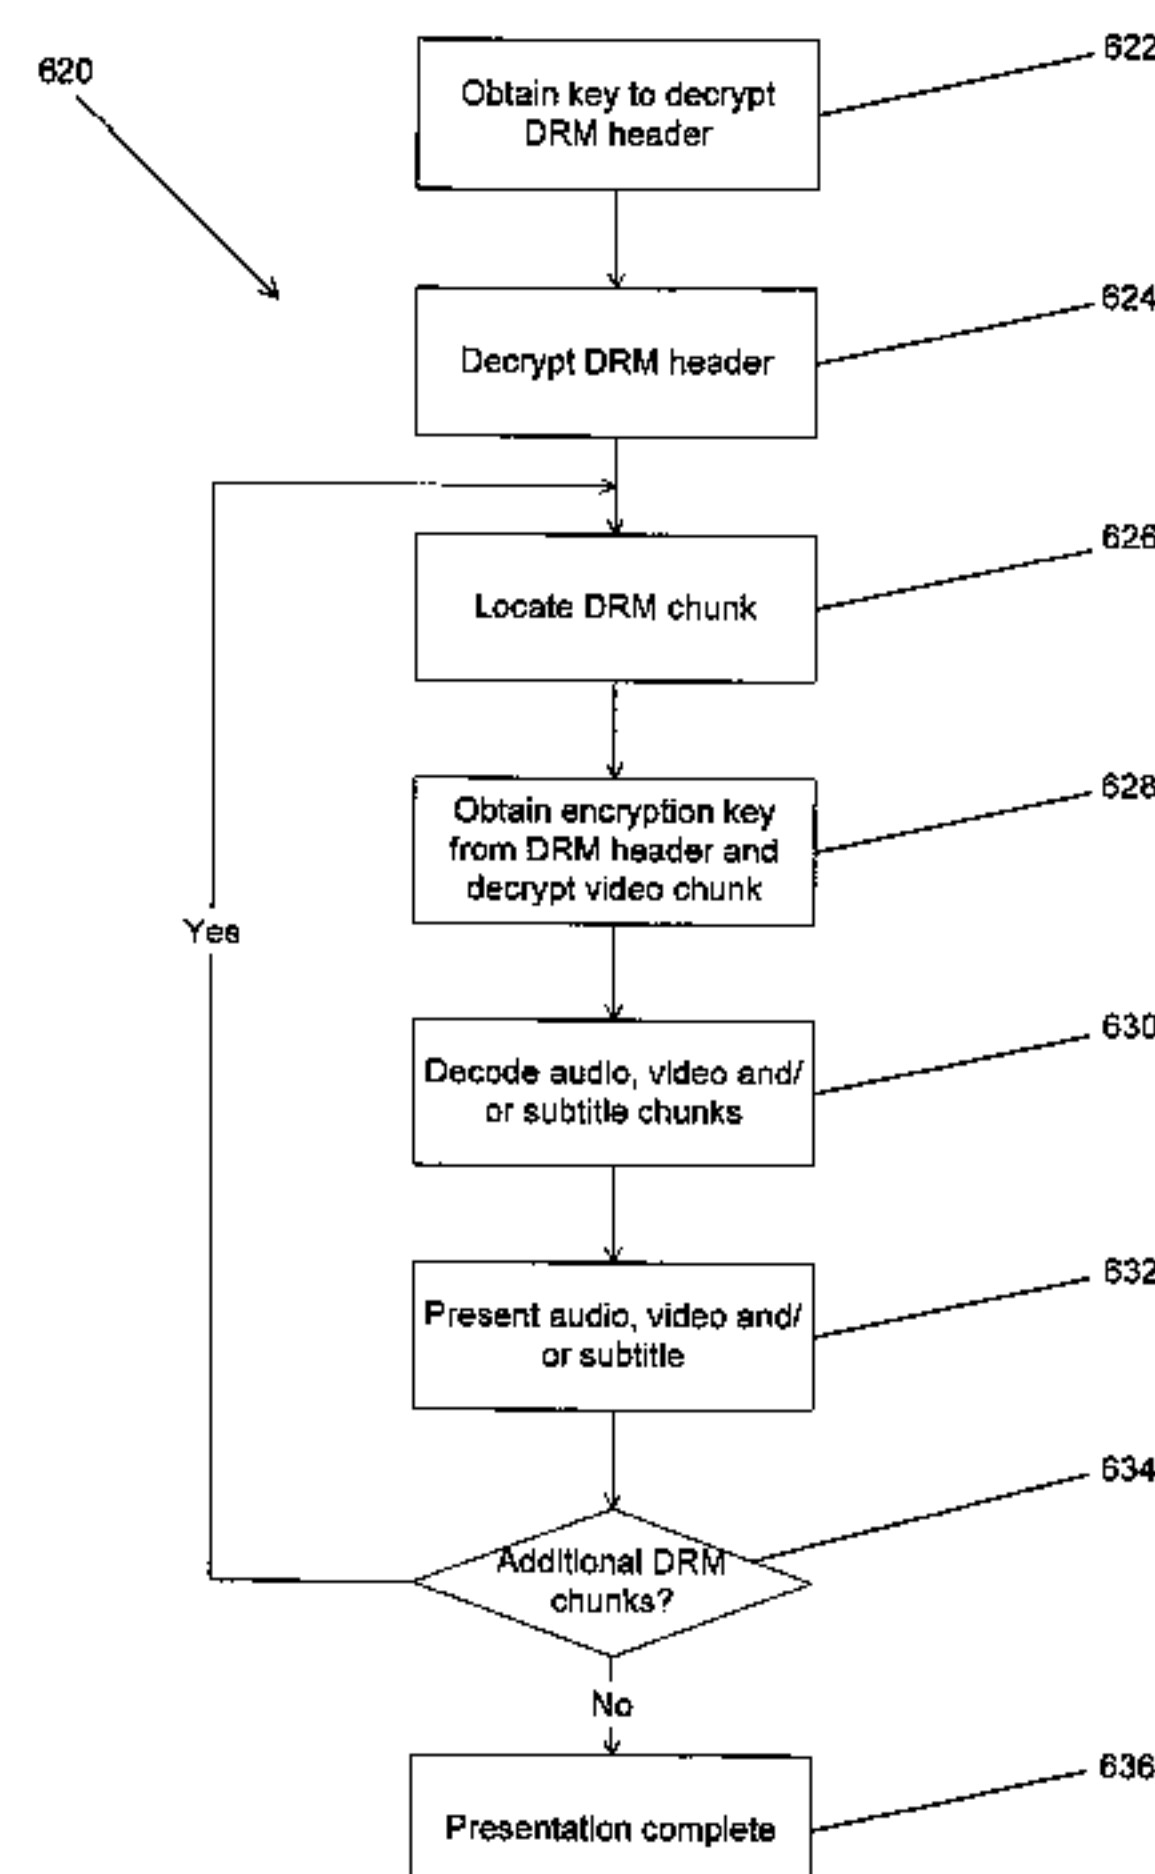 622
620
Obtain key to decrypt
DRM header
624
Decrypt DRM header
626
Locate DRM chunk
628
Obtain encryption key
from DRM header and
decrypt video chunk
Yes
630
Decode audio, video and/
or subtitle chunks
632
Present audio, video and/
or subtitle
634
Additional DRM
chunks?
No
636
Presentation complete